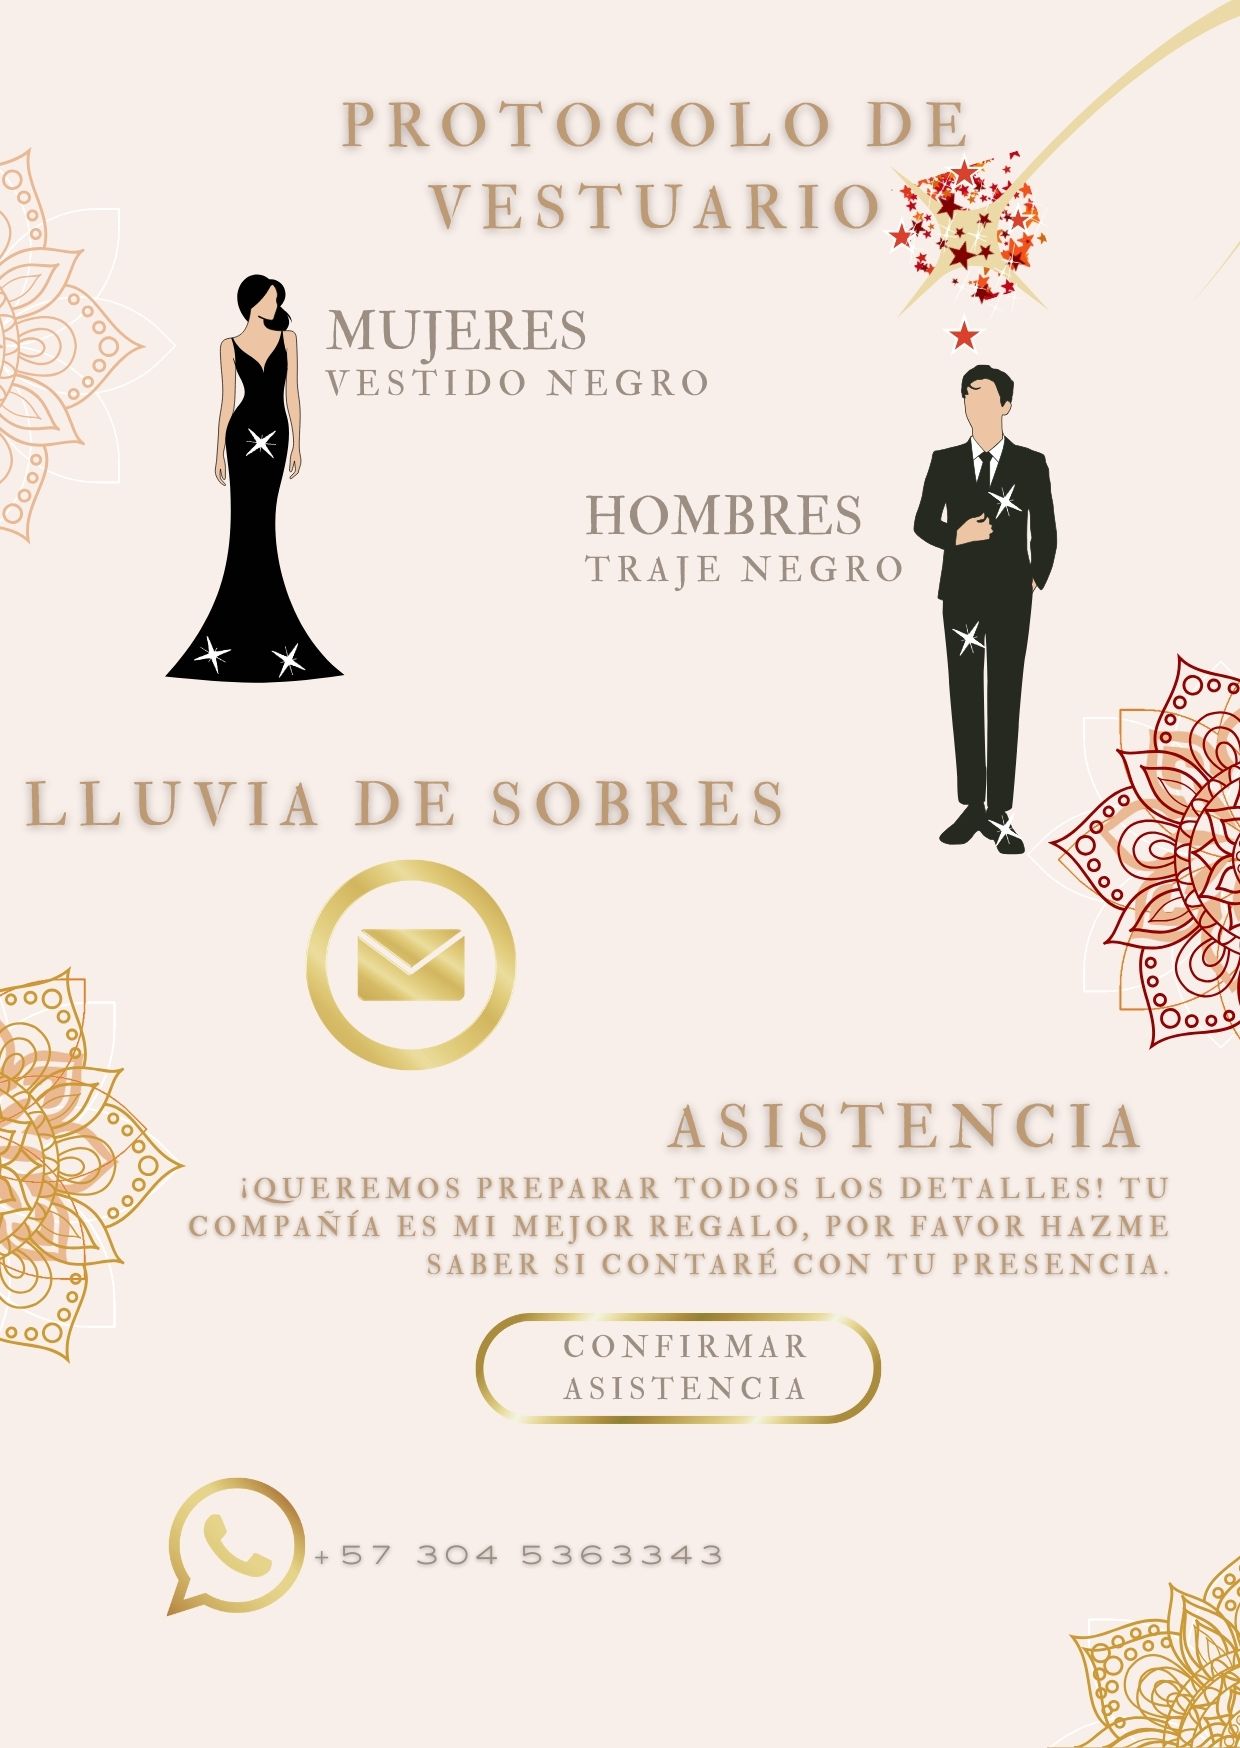 PROTOCOLO DE
VESTUARIO
MUJERES
VESTIDO NEGRO
HOMBRES
TRAJE NEGRO
LLUVIA DE SOBRES
ASISTENCIA
¡QUEREMOS PREPARAR TODOS LOS DETALLES! TU
COMPAÑÍA ES MI MEJOR REGALO, POR FAVOR HAZME
SABER SI CONTARÉ CON TU PRESENCIA.
CONFIRMAR
ASISTENCIA
+57 304 5363343